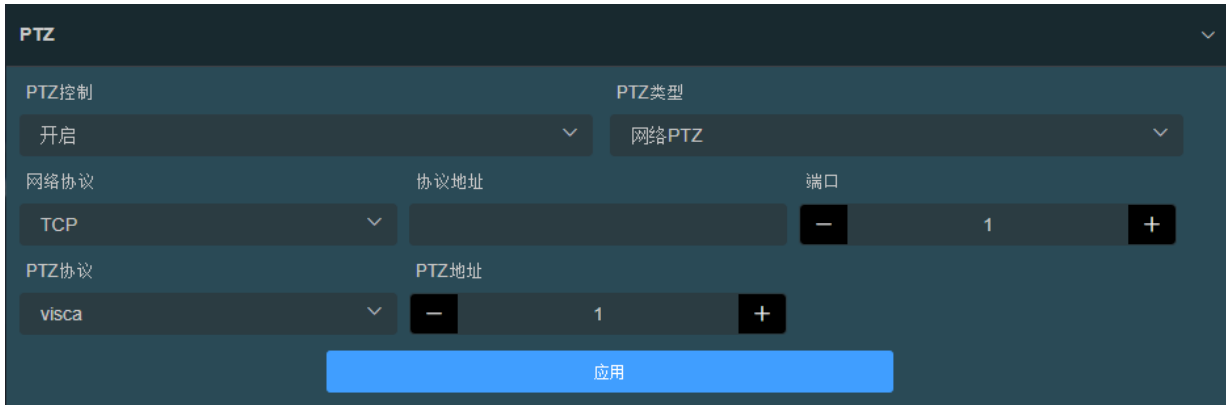 PTZ
PTZ控制 PTZ类型
开启 网络PTZ
网络协议 协议地址 端口
TCP － 1 +
PTZ协议 PTZ地址
visca － 1 +
应用